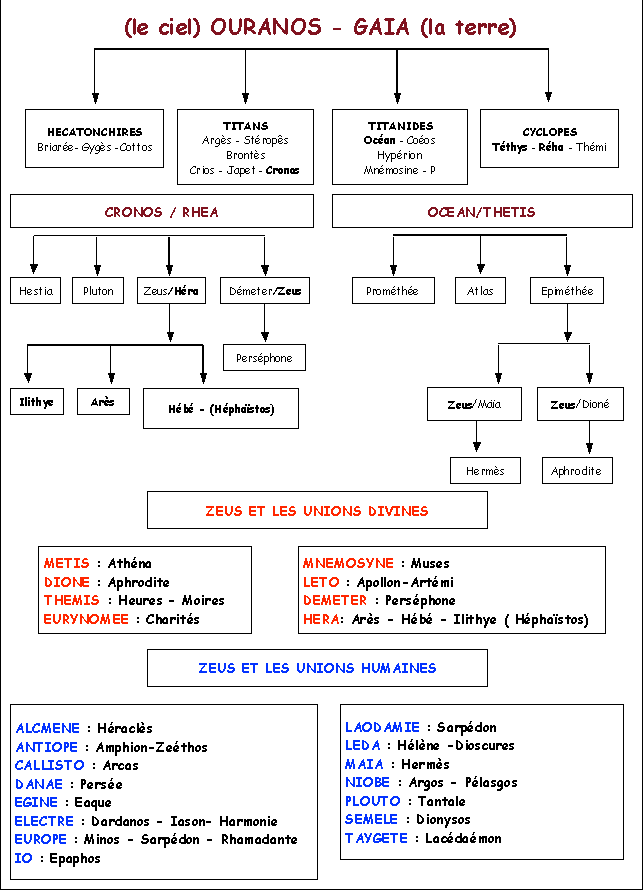 (le ciel) OURANOS - GAIA (la terre)
HECATONCHIRES
Briarée- Gygès -Cottos
TITANS
Argès - Stéropês
Brontès
Crios - Japet - Cronos
TITANIDES
Océan - Coéos
Hypérion
Mnémosine - P
CYCLOPES
Téthys - Réha - Thémi
CRONOS / RHEA
OCEAN/THETIS
Hestia
Pluton
Zeus/Héra
Démeter/Zeus
Prométhée
Atlas
Epiméthée
Perséphone
Ilithye
Arès
Hébé - (Héphaïstos)
Zeus/Maïa
Zeus/Dioné
Hermès
Aphrodite
ZEUS ET LES UNIONS DIVINES
METIS : Athéna
DIONE : Aphrodite
THEMIS : Heures - Moires
EURYNOMEE : Charités
MNEMOSYNE : Muses
LETO : Apollon-Artémi
DEMETER : Perséphone
HERA: Arès - Hébé - Ilithye ( Héphaïstos)
ZEUS ET LES UNIONS HUMAINES
ALCMENE : Héraclès
ANTIOPE : Amphion-Zeéthos
CALLISTO : Arcas
DANAE : Persée
EGINE : Eaque
ELECTRE : Dardanos - Iason- Harmonie
EUROPE : Minos - Sarpédon - Rhamadante
IO : Epaphos
LAODAMIE : Sarpédon
LEDA : Hélène -Dioscures
MAIA : Hermès
NIOBE : Argos - Pélasgos
PLOUTO : Tantale
SEMELE : Dionysos
TAYGETE : Lacédaémon